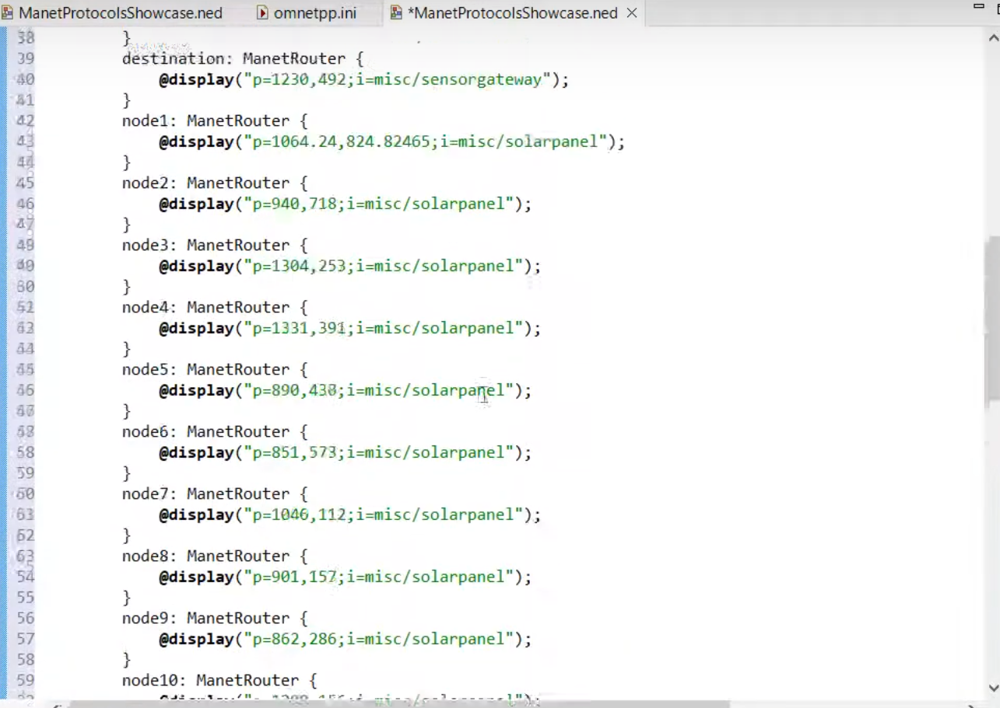 ManetProtocolsShowcase.ned omnetpp.ini *ManetProtocolsShowcase.ned
}
destination: ManetRouter {
@display("p=1230,492;i=misc/sensorgateway");
}
node1: ManetRouter {
@display("p=1064.24,824.82465;i=misc/solarpanel");
}
node2: ManetRouter {
@display("p=940,718;i=misc/solarpanel");
}
node3: ManetRouter {
@display("p=1304,253;i=misc/solarpanel");
}
node4: ManetRouter {
@display("p=1331,391;i=misc/solarpanel");
}
node5: ManetRouter {
@display("p=890,438;i=misc/solarpanel");
}
node6: ManetRouter {
@display("p=851,573;i=misc/solarpanel");
}
node7: ManetRouter {
@display("p=1046,112;i=misc/solarpanel");
}
node8: ManetRouter {
@display("p=901,157;i=misc/solarpanel");
}
node9: ManetRouter {
@display("p=862,286;i=misc/solarpanel");
}
node10: ManetRouter {